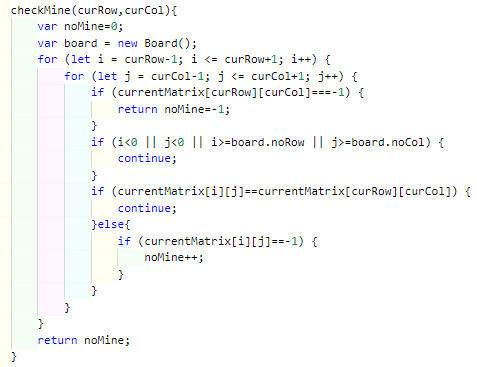 checkMine(curRow,curCol){
    var noMine=0;
    var board = new Board();
    for (let i = curRow-1; i <= curRow+1; i++) {
        for (let j = curCol-1; j <= curCol+1; j++) {
            if (currentMatrix[curRow][curCol]===-1) {
                return noMine=-1;
            }
            if (i<0 || j<0 || i>=board.noRow || j>=board.noCol) {
                continue;
            }
            if (currentMatrix[i][j]==currentMatrix[curRow][curCol]) {
                continue;
            }else{
                if (currentMatrix[i][j]==-1) {
                    noMine++;
                }
            }
        }
    }
    return noMine;
}